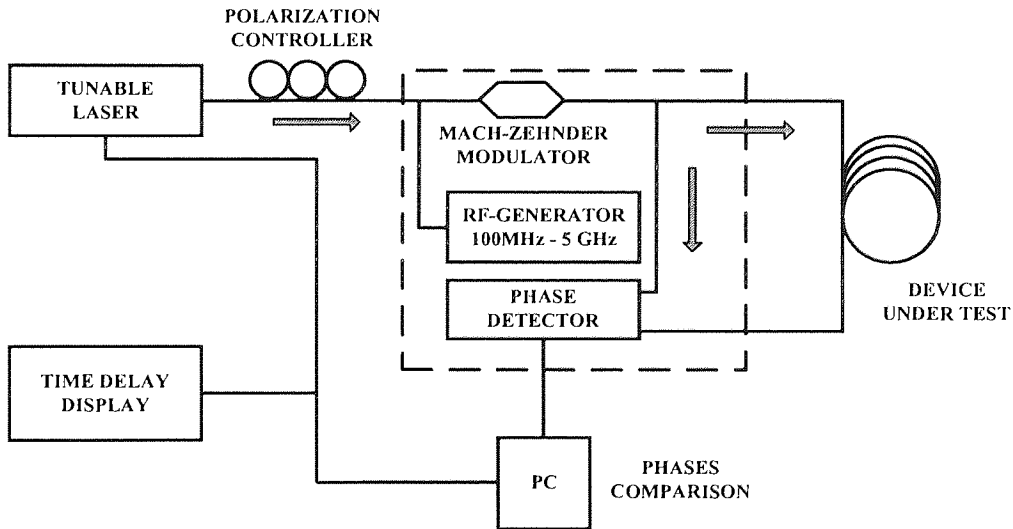 POLARIZATION
CONTROLLER
TUNABLE
LASER
MACH-ZEHNDER
MODULATOR
RF-GENERATOR
100MHz - 5 GHz
PHASE
DETECTOR
DEVICE
UNDER TEST
TIME DELAY
DISPLAY
PC
PHASES
COMPARISON